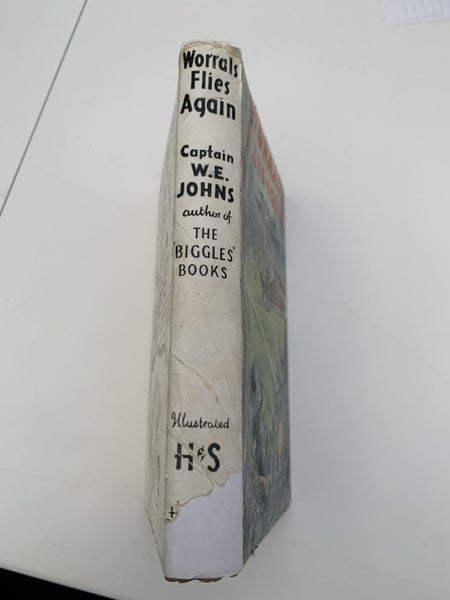 Worrals
Flies
Again
Captain
W.E.
JOHNS
author of
THE
'BIGGLES'
BOOKS
Illustrated
H&S